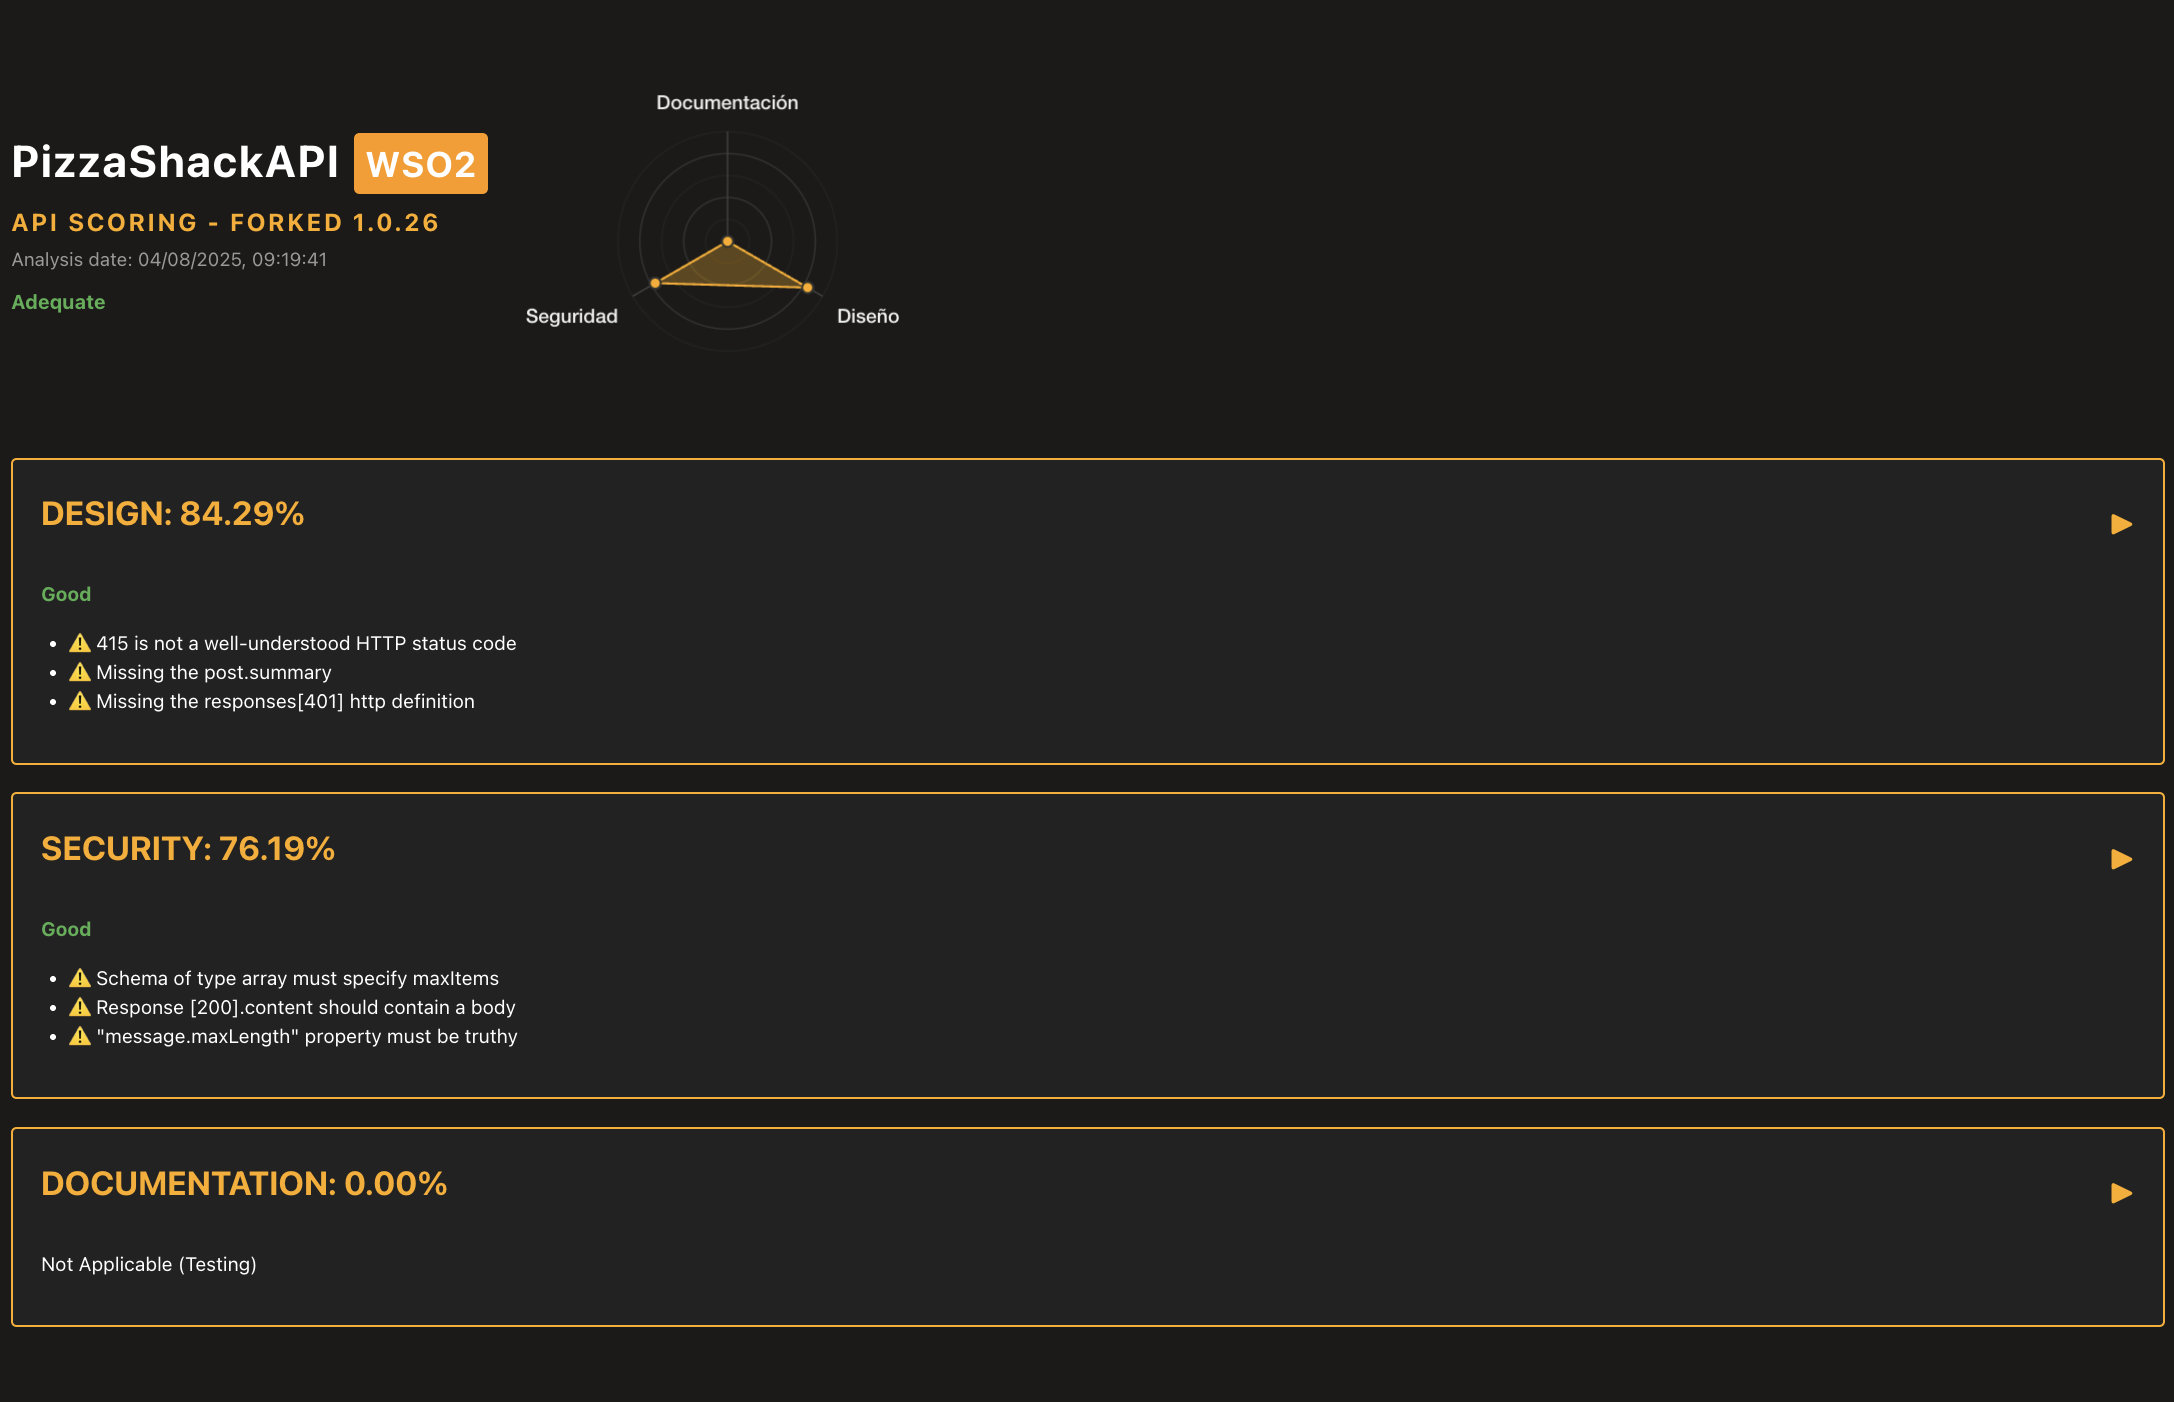 PizzaShackAPI WSO2
API SCORING - FORKED 1.0.26
Analysis date: 04/08/2025, 09:19:41
Adequate
Documentación
Seguridad
Diseño
DESIGN: 84.29%
Good
415 is not a well-understood HTTP status code
Missing the post.summary
Missing the responses[401] http definition
SECURITY: 76.19%
Good
Schema of type array must specify maxItems
Response [200].content should contain a body
"message.maxLength" property must be truthy
DOCUMENTATION: 0.00%
Not Applicable (Testing)